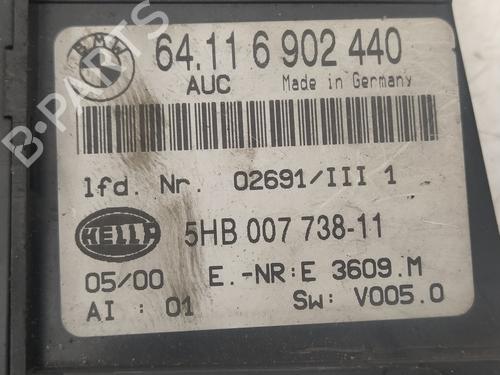 BMW
64.11 6 902 440
AUC Made in Germany
lfd. Nr. 02691/III 1
HELLA 5HB 007 738-11
05/00 E.-NR:E 3609.M
AI : 01 Sw: V005.0
B-PARTS